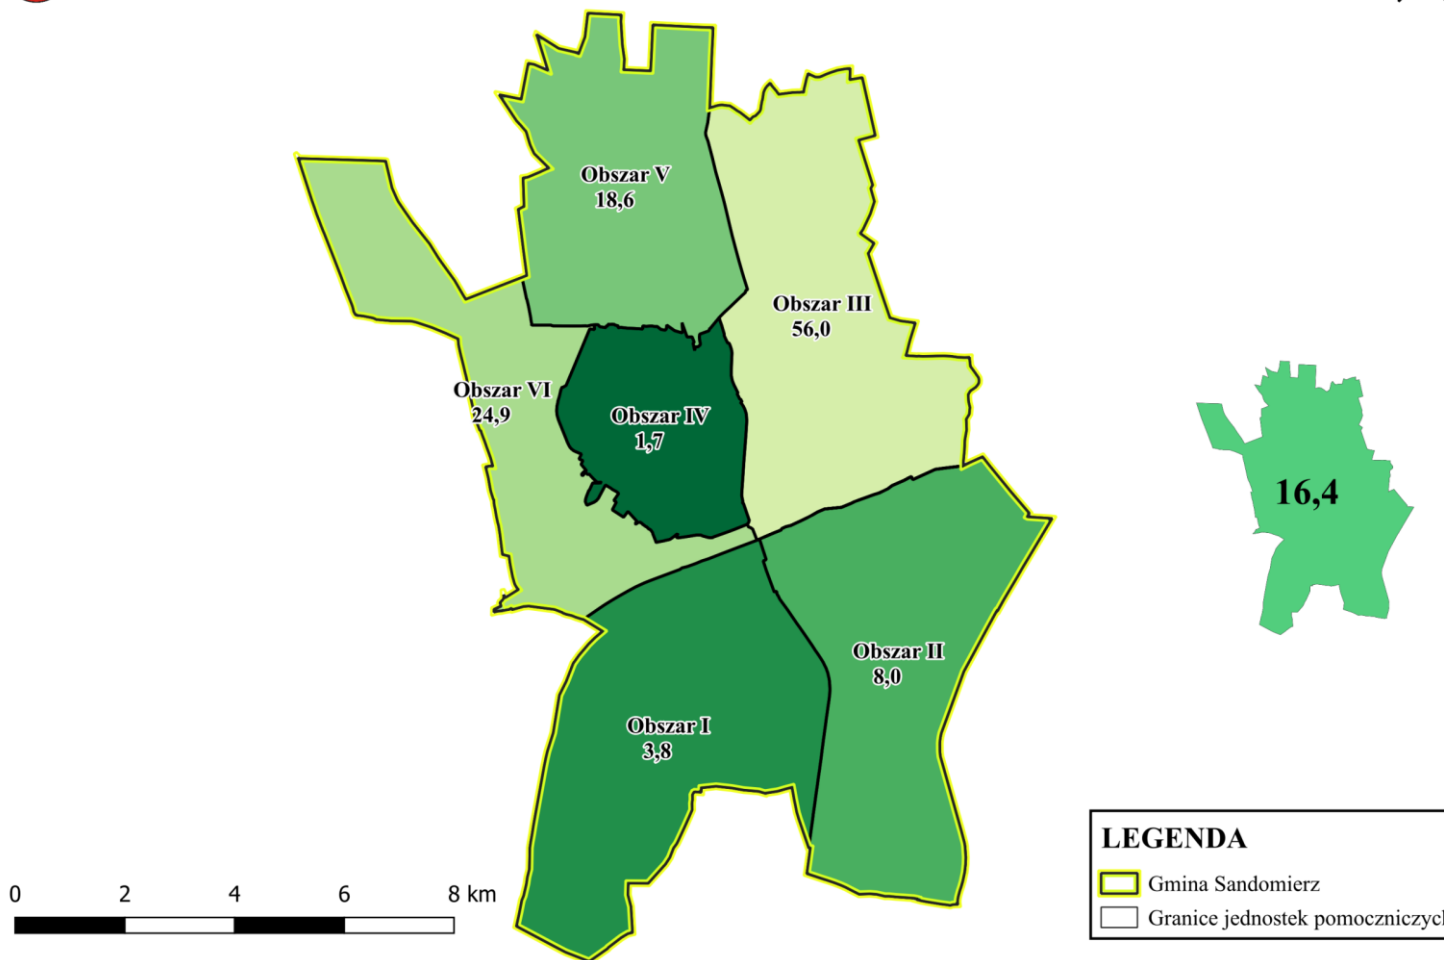 Obszar V
18,6
Obszar III
56,0
Obszar VI
24,9
Obszar IV
1,7
16,4
Obszar II
8,0
Obszar I
3,8
LEGENDA
Gmina Sandomierz
Granice jednostek
0 2 4 6 8 km